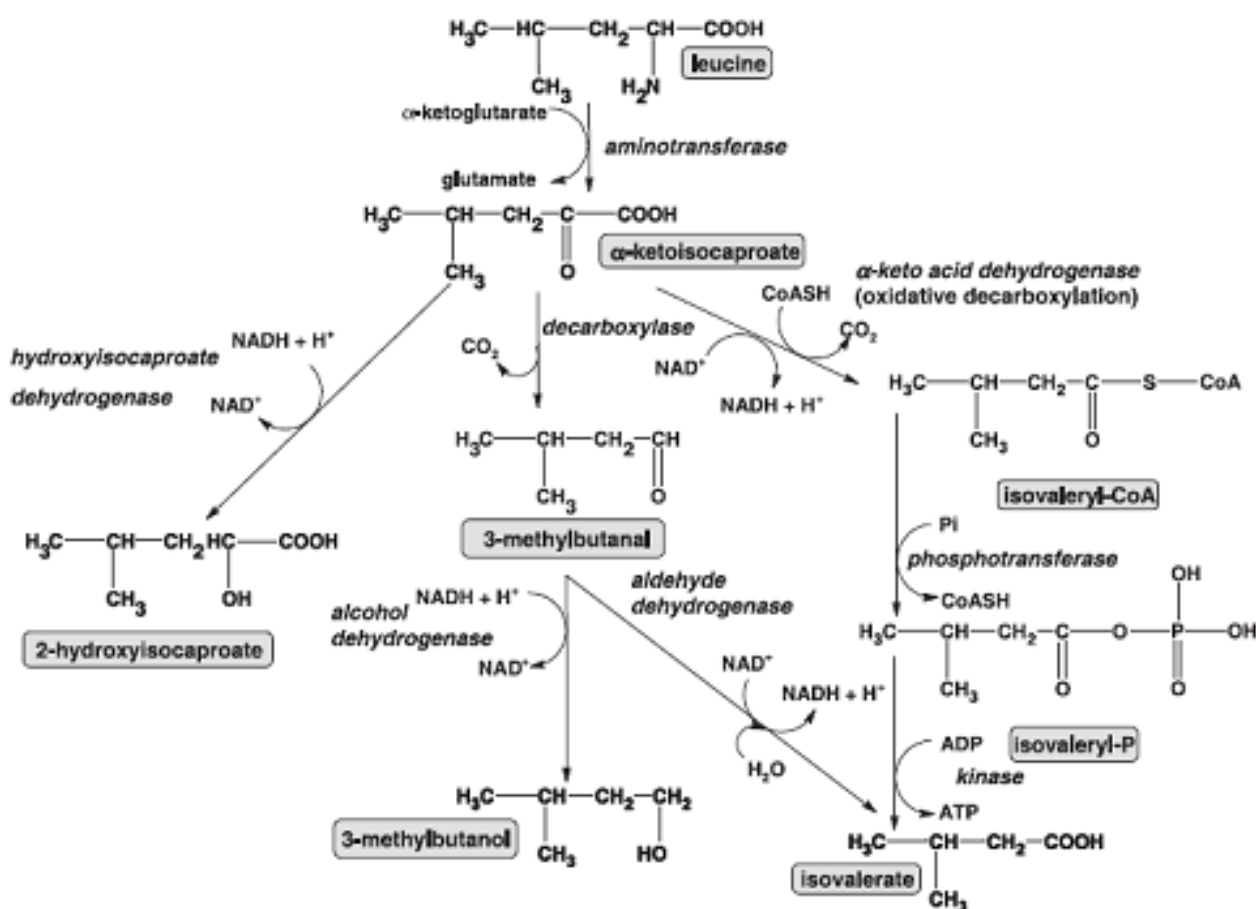 H₃C—HC—CH₂—CH—COOH
leucine
CH₃ H₂N
α-ketoglutarate
aminotransferase
glutamate
H₃C—CH—CH₂—C—COOH
α-ketoisocaproate
CH₃ O
α-keto acid dehydrogenase
(oxidative decarboxylation)
CoASH
CO₂
NAD⁺
NADH + H⁺
decarboxylase
CO₂
hydroxyisocaproate
dehydrogenase
NADH + H⁺
NAD⁺
H₃C—CH—CH₂—C—S—CoA
CH₃ O
isovaleryl-CoA
H₃C—CH—CH₂—CH
CH₃ O
3-methylbutanal
H₃C—CH—CH₂HC—COOH
CH₃ OH
2-hydroxyisocaproate
Pi
phosphotransferase
CoASH
alcohol
dehydrogenase
NADH + H⁺
NAD⁺
aldehyde
dehydrogenase
NAD⁺
NADH + H⁺
H₂O
OH
H₃C—CH—CH₂—C—O—P—OH
CH₃ O O
isovaleryl-P
ADP
kinase
ATP
H₃C—CH—CH₂—CH₂
CH₃ HO
3-methylbutanol
H₃C—CH—CH₂—COOH
CH₃
isovalerate